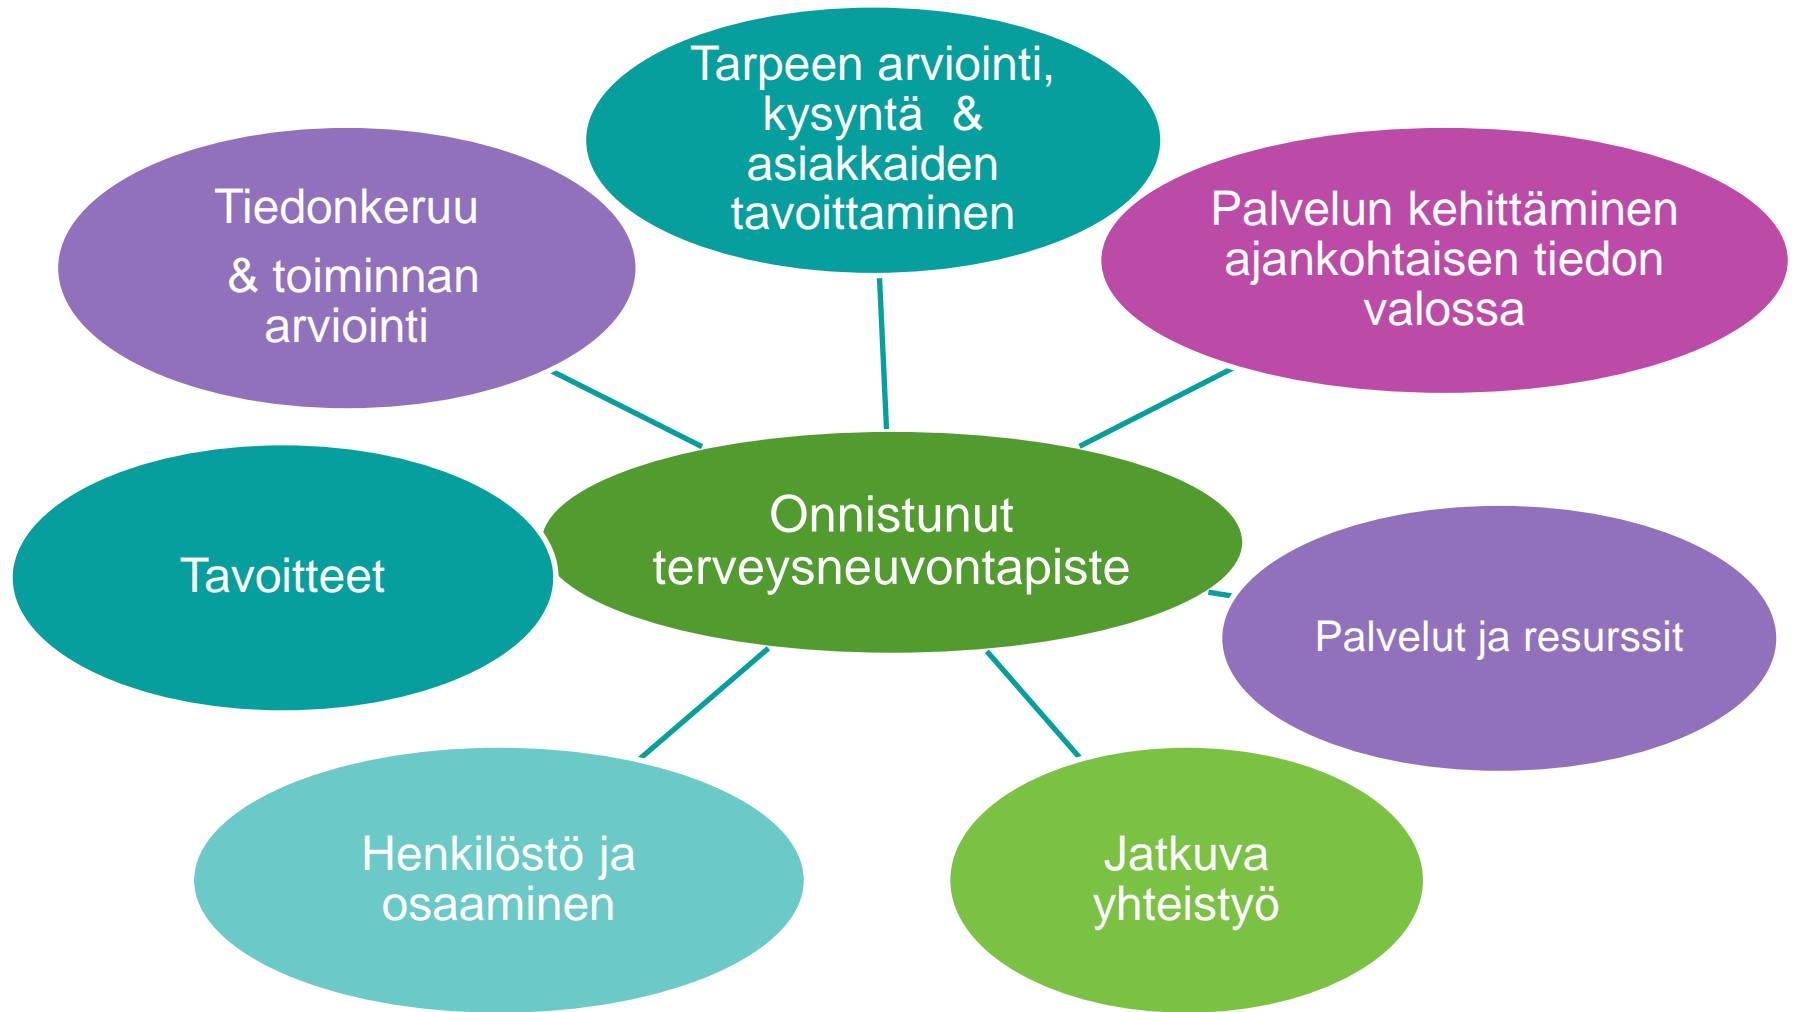 Tarpeen arviointi,
kysyntä & 
asiakkaiden
tavoittaminen
Tiedonkeruu
& toiminnan
arviointi
Palvelun kehittäminen
ajankohtaisen tiedon
valossa
Onnistunut
terveysneuvontapiste
Tavoitteet
Palvelut ja resurssit
Henkilöstö ja
osaaminen
Jatkuva
yhteistyö